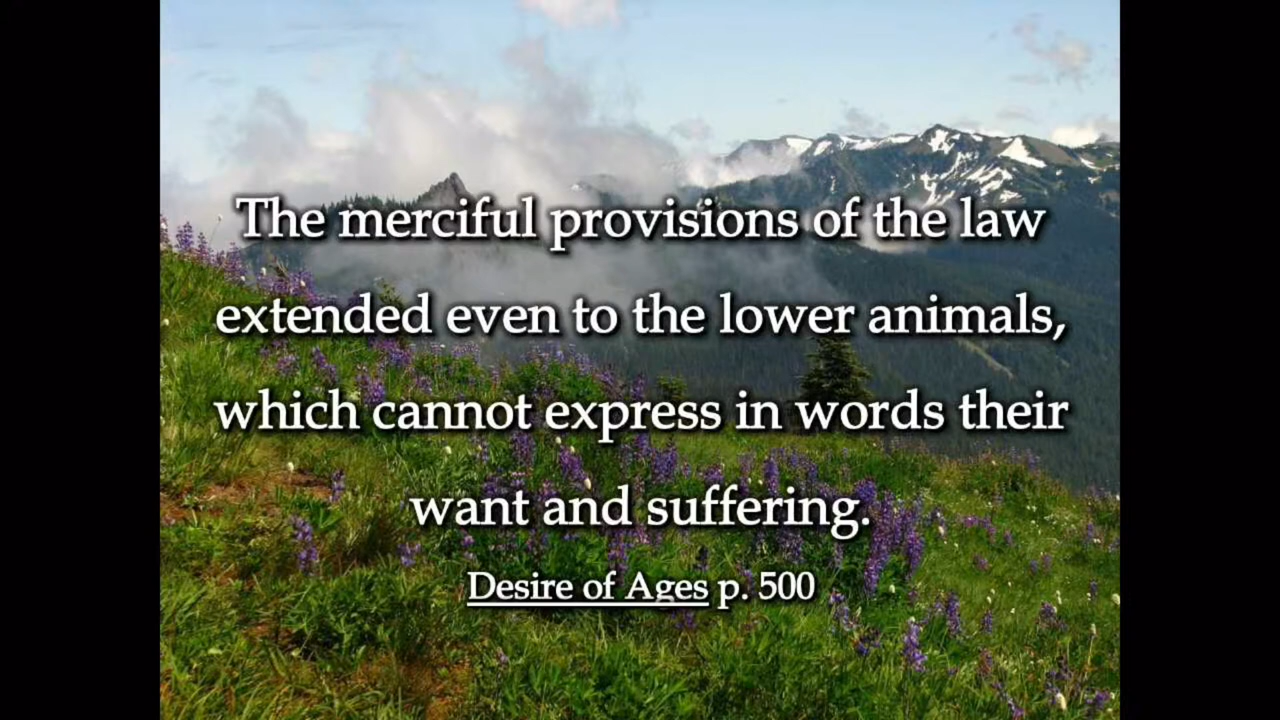 The merciful provisions of the law
extended even to the lower animals,
which cannot express in words their
want and suffering.
Desire of Ages p. 500